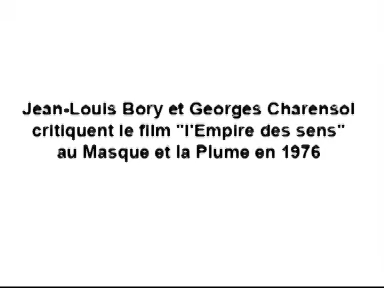 Jean-Louis Bory et Georges Charensol
critiquent le film "l'Empire des sens"
au Masque et la Plume en 1976